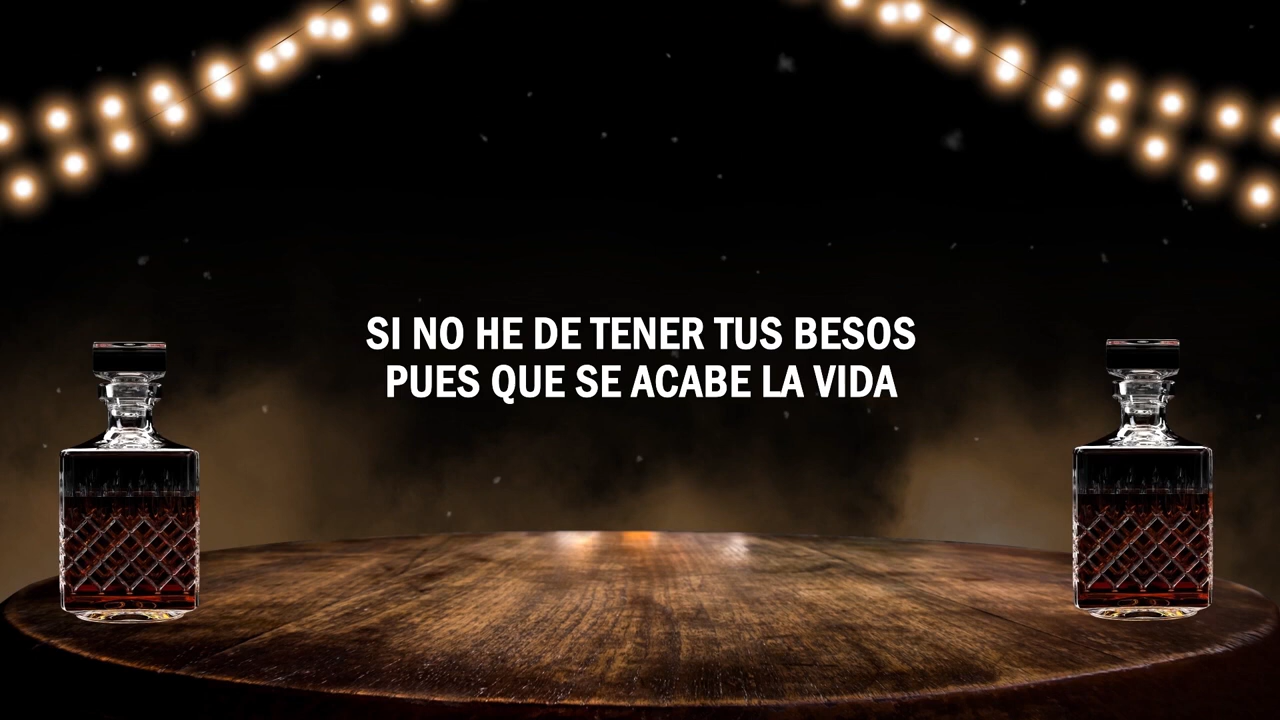 SI NO HE DE TENER TUS BESOS
PUES QUE SE ACABE LA VIDA